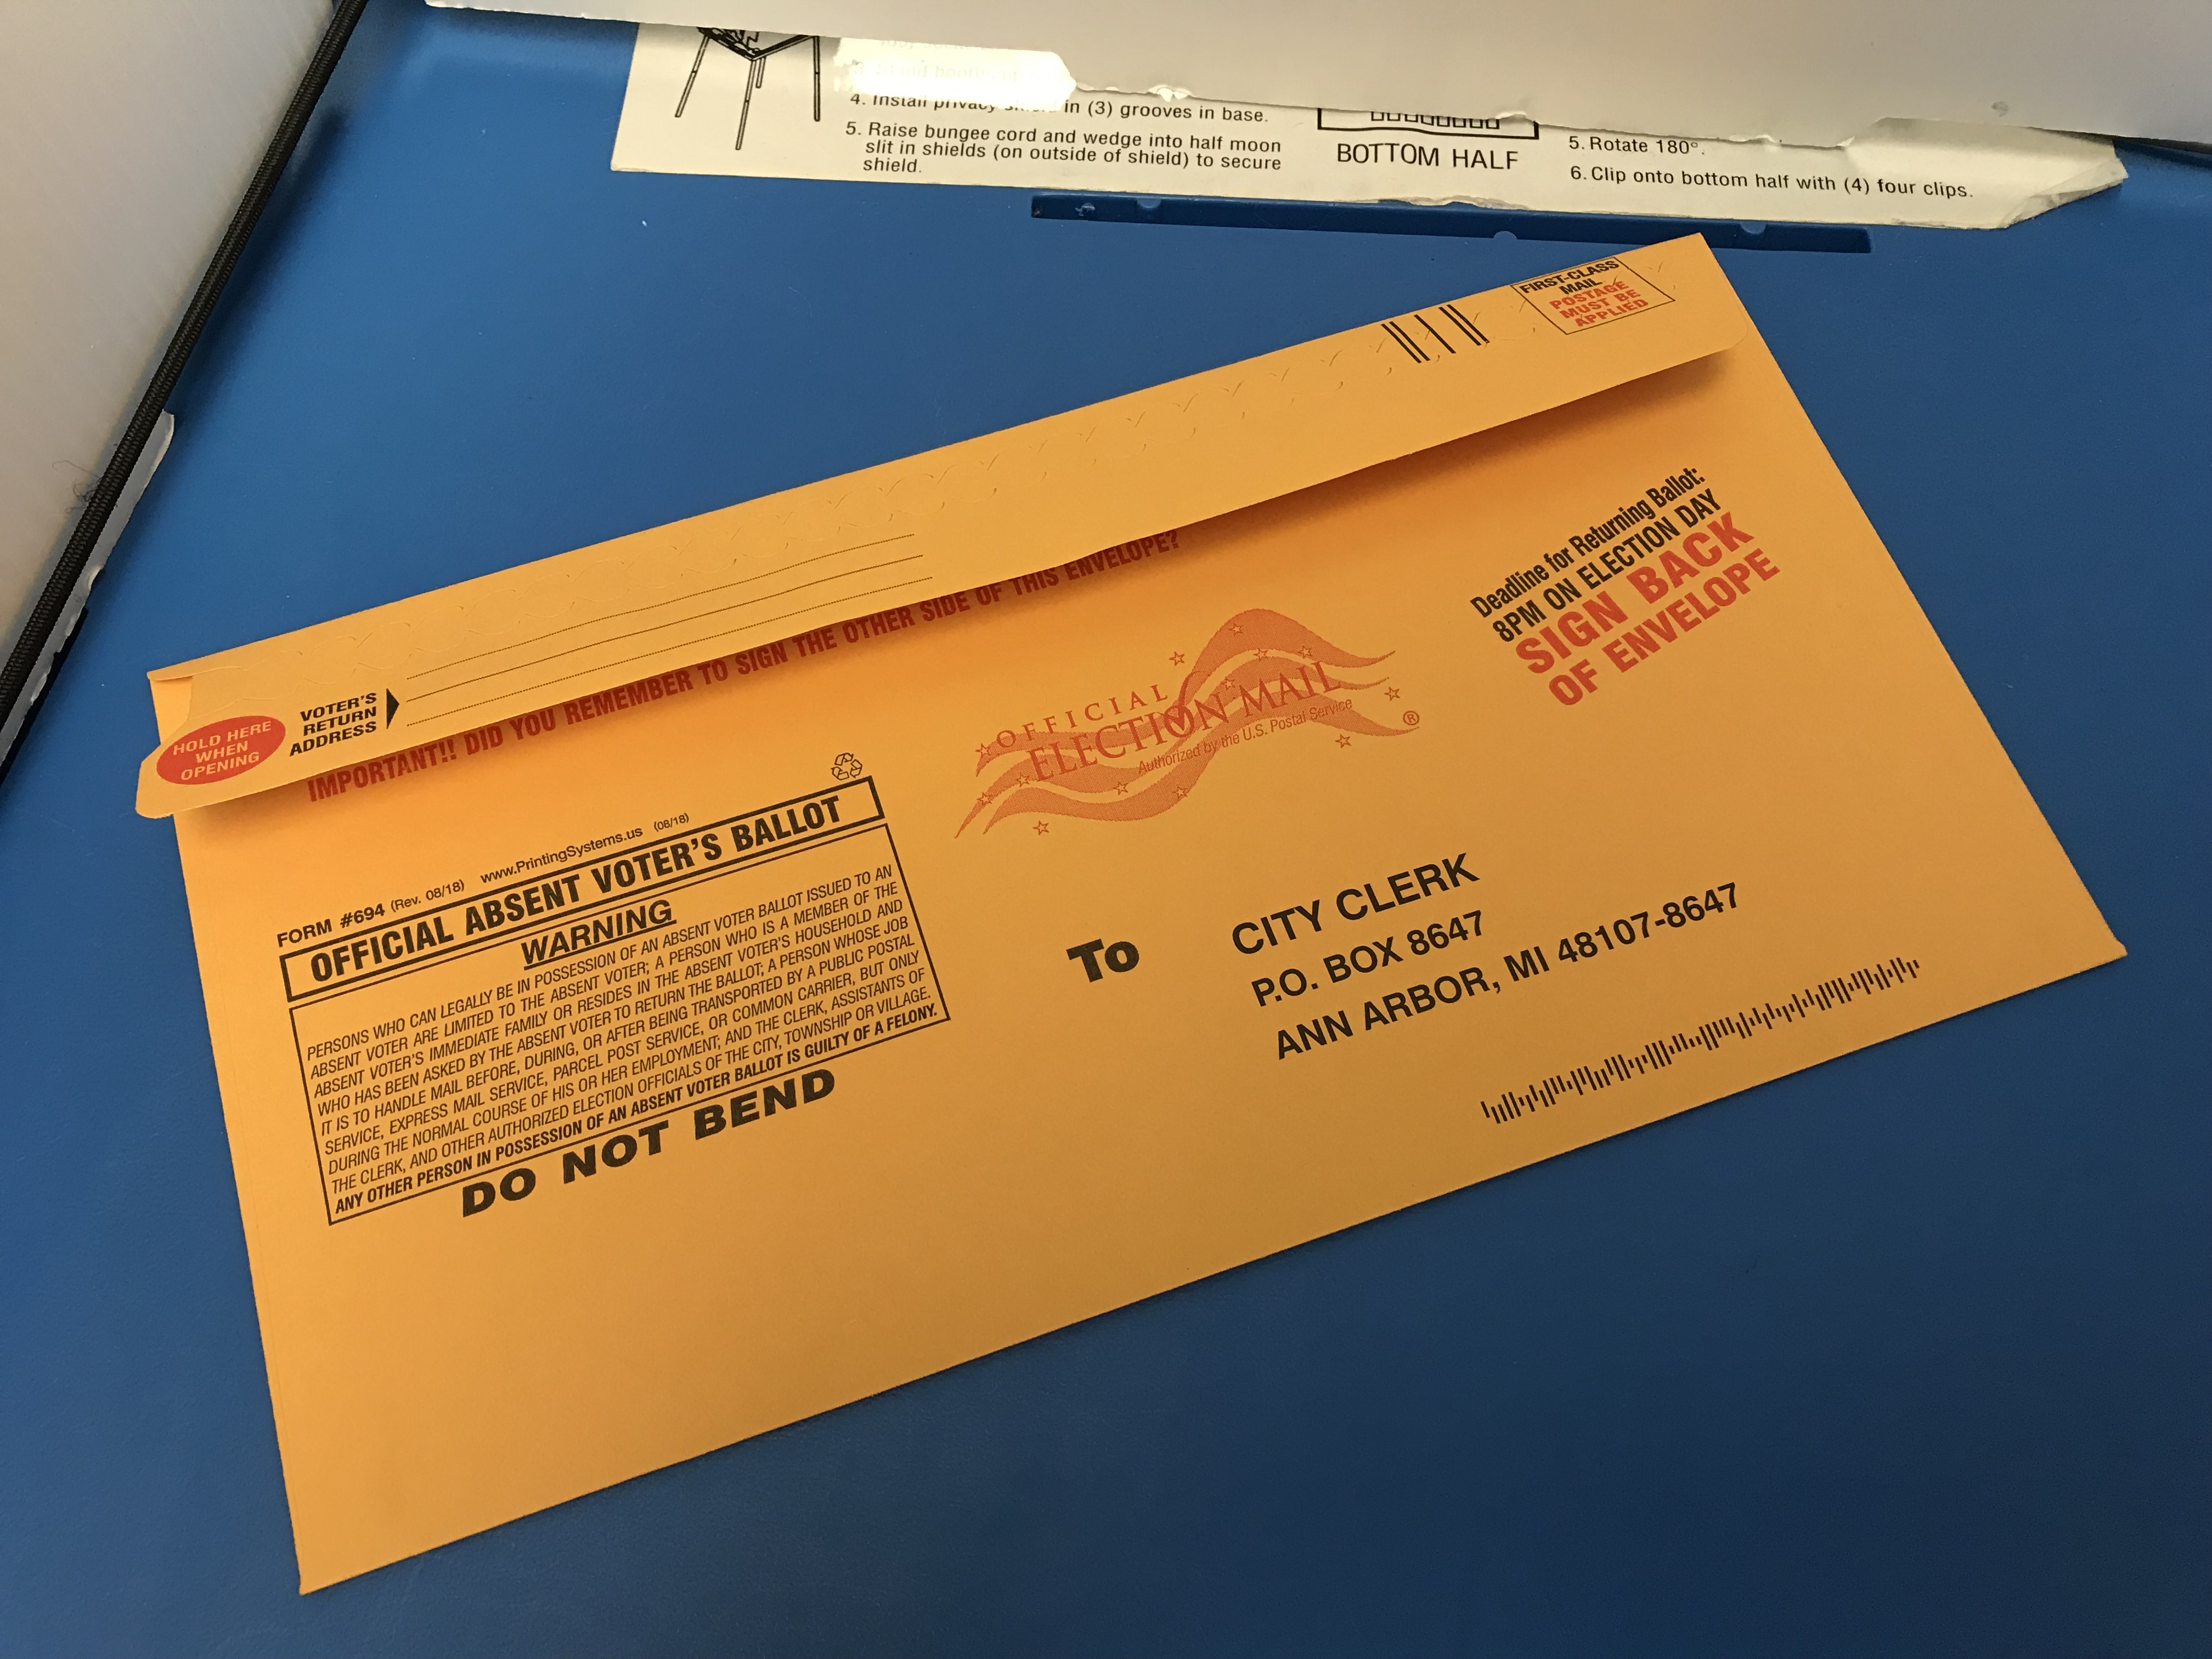 4. Install privacy in (3) grooves in base.
5. Raise bungee cord and wedge into half moon
slit in shields (on outside of shield) to secure
shield.
BOTTOM HALF
5. Rotate 180°.
6. Clip onto bottom half with (4) four clips.
FIRST-CLASS
MAIL
POSTAGE
MUST BE
APPLIED
HOLD HERE
WHEN
OPENING
VOTER'S
RETURN
ADDRESS
IMPORTANT!! DID YOU REMEMBER TO SIGN THE OTHER SIDE OF THIS ENVELOPE?
Deadline for Returning Ballot:
8PM ON ELECTION DAY
SIGN BACK
OF ENVELOPE
OFFICIAL
ELECTION MAIL
Authorized by the U.S. Postal Service
®
FORM #694 (Rev. 08/18) www.PrintingSystems.us (08/18)
OFFICIAL ABSENT VOTER'S BALLOT
WARNING
PERSONS WHO CAN LEGALLY BE IN POSSESSION OF AN ABSENT VOTER BALLOT ISSUED TO AN
ABSENT VOTER ARE LIMITED TO THE ABSENT VOTER; A PERSON WHO IS A MEMBER OF THE
ABSENT VOTER'S IMMEDIATE FAMILY OR RESIDES IN THE ABSENT VOTER'S HOUSEHOLD AND
WHO HAS BEEN ASKED BY THE ABSENT VOTER TO RETURN THE BALLOT; A PERSON WHOSE JOB
IT IS TO HANDLE MAIL BEFORE, DURING, OR AFTER BEING TRANSPORTED BY A PUBLIC POSTAL
SERVICE, EXPRESS MAIL SERVICE, PARCEL POST SERVICE, OR COMMON CARRIER, BUT ONLY
DURING THE NORMAL COURSE OF HIS OR HER EMPLOYMENT; AND THE CLERK, ASSISTANTS OF
THE CLERK, AND OTHER AUTHORIZED ELECTION OFFICIALS OF THE CITY, TOWNSHIP OR VILLAGE.
ANY OTHER PERSON IN POSSESSION OF AN ABSENT VOTER BALLOT IS GUILTY OF A FELONY.
DO NOT BEND
To
CITY CLERK
P.O. BOX 8647
ANN ARBOR, MI 48107-8647